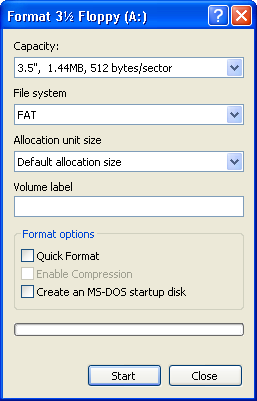 Format 3½ Floppy (A:)
Capacity:
3.5", 1.44MB, 512 bytes/sector
File system
FAT
Allocation unit size
Default allocation size
Volume label
Format options
Quick Format
Enable Compression
Create an MS-DOS startup disk
Start Close